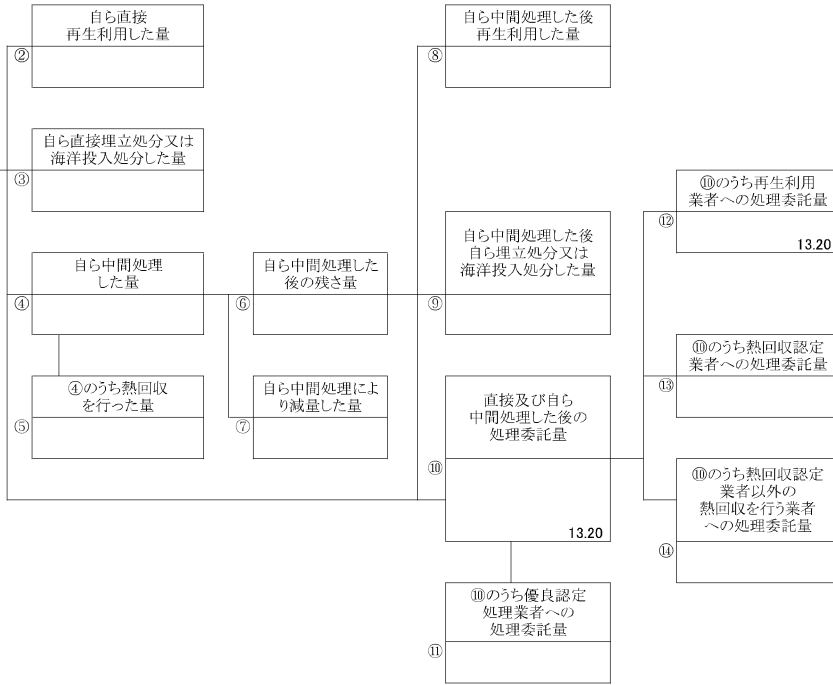 自ら直接
再生利用した量
②
自ら直接埋立処分又は
海洋投入処分した量
③
自ら中間処理
した量
④
④のうち熱回収
を行った量
⑤
自ら中間処理した
後の残さ量
⑥
自ら中間処理によ
り減量した量
⑦
自ら中間処理した後
再生利用した量
⑧
自ら中間処理した後
自ら埋立処分又は
海洋投入処分した量
⑨
直接及び自ら
中間処理した後の
処理委託量
⑩
13.20
⑩のうち優良認定
処理業者への
処理委託量
⑪
⑩のうち再生利用
業者への処理委託量
⑫
13.20
⑩のうち熱回収認定
業者への処理委託量
⑬
⑩のうち熱回収認定
業者以外の
熱回収を行う業者
への処理委託量
⑭